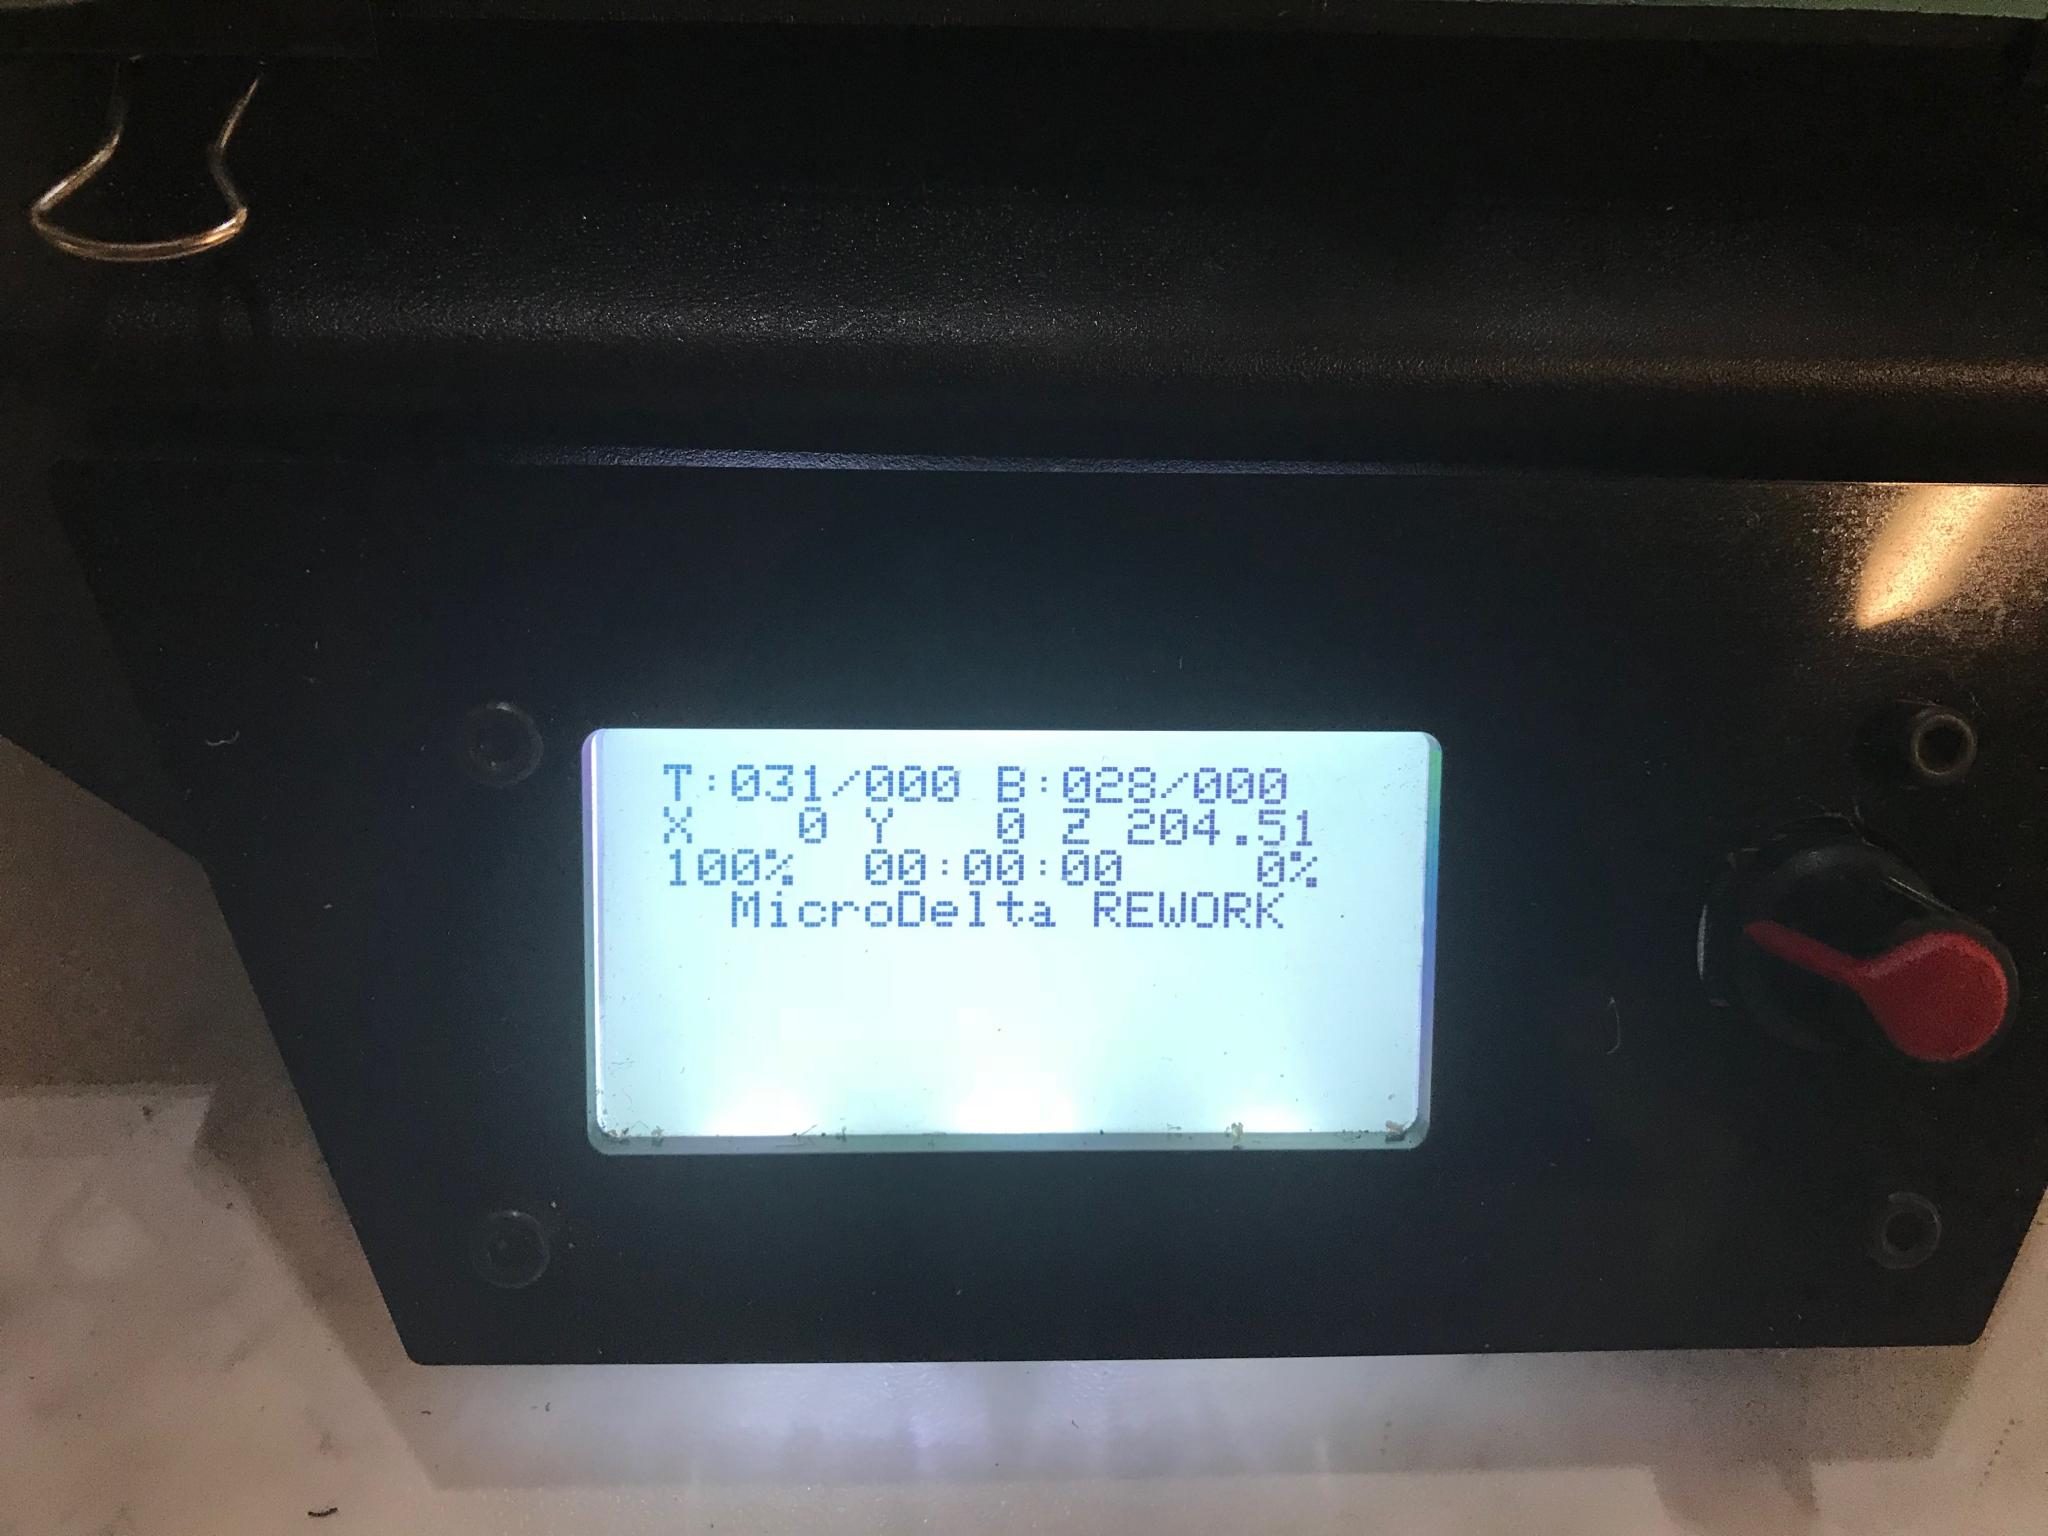 T:031/000 B:028/000
X 0 Y 0 Z 204.51
100% 00:00:00 0%
MicroDelta REWORK